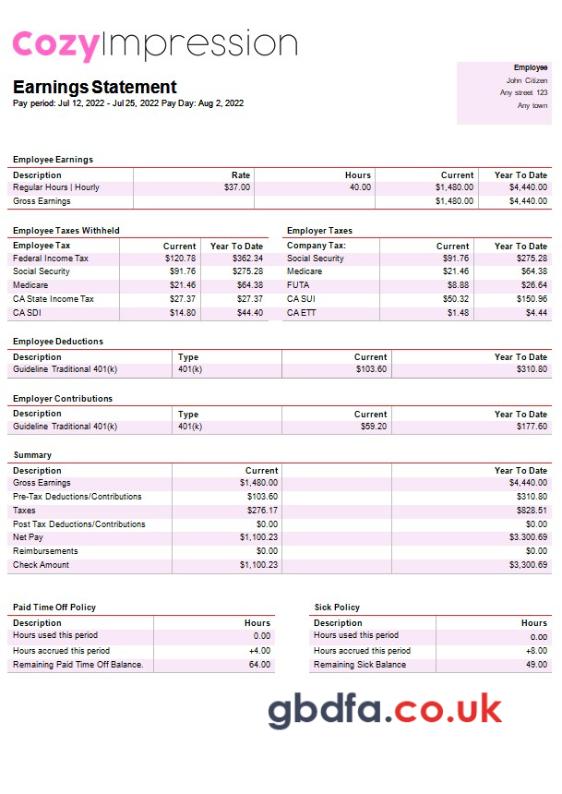 CozyImpression
Employee
Earnings Statement
John Citizen
Pay period: Jul 12, 2022 - Jul 25, 2022 Pay Day: Aug 2, 2022
Any street 123
Any town
Employee Earnings
Description Rate Hours Current Year To Date
Regular Hours | Hourly $37.00 40.00 $1,480.00 $4,440.00
Gross Earnings $1,480.00 $4,440.00
Employee Taxes Withheld Employer Taxes
Employee Tax Current Year To Date Company Tax: Current Year To Date
Federal Income Tax $120.78 $362.34 Social Security $91.76 $275.28
Social Security $91.76 $275.28 Medicare $21.46 $64.38
Medicare $21.46 $64.38 FUTA $8.88 $26.64
CA State Income Tax $27.37 $27.37 CA SUI $50.32 $150.96
CA SDI $14.80 $44.40 CA ETT $1.48 $4.44
Employee Deductions
Description Type Current Year To Date
Guideline Traditional 401(k) 401(k) $103.60 $310.80
Employer Contributions
Description Type Current Year To Date
Guideline Traditional 401(k) 401(k) $59.20 $177.60
Summary
Description Current Year To Date
Gross Earnings $1,480.00 $4,440.00
Pre-Tax Deductions/Contributions $103.60 $310.80
Taxes $276.17 $828.51
Post Tax Deductions/Contributions $0.00 $0.00
Net Pay $1,100.23 $3.300.69
Reimbursements $0.00 $0.00
Check Amount $1,100.23 $3,300.69
Paid Time Off Policy Sick Policy
Description Hours Description Hours
Hours used this period 0.00 Hours used this period 0.00
Hours accrued this period +4.00 Hours accrued this period +8.00
Remaining Paid Time Off Balance. 64.00 Remaining Sick Balance 49.00
gbdfa.co.uk